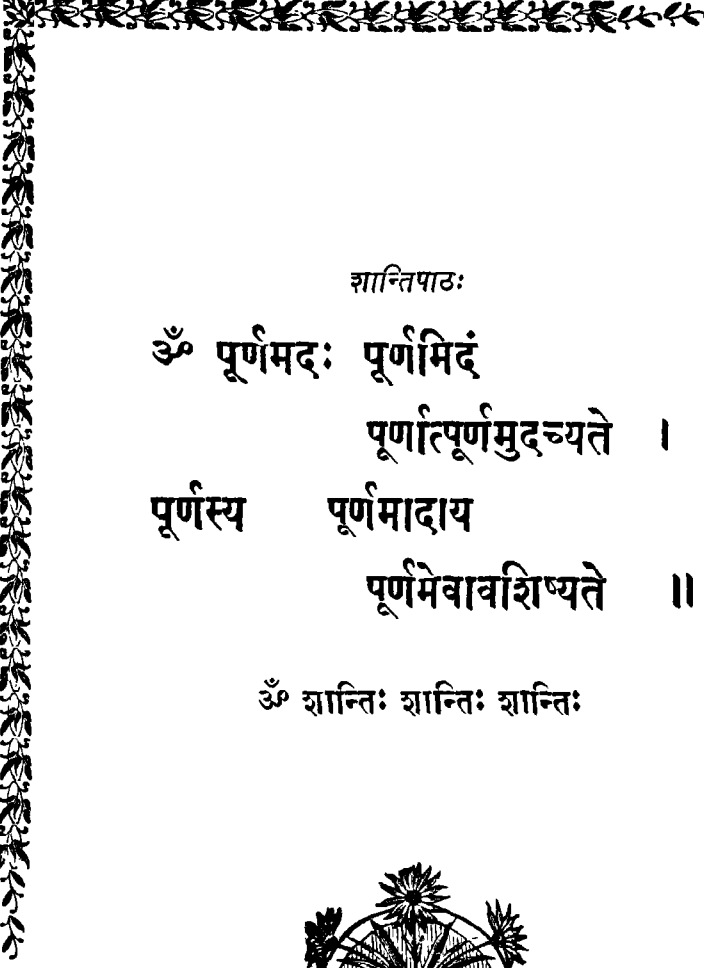 शान्तिपाठः
ॐ पूर्णमदः पूर्णमिदं
पूर्णात्पूर्णमुदच्यते ।
पूर्णस्य पूर्णमादाय
पूर्णमेवावशिष्यते ॥
ॐ शान्तिः शान्तिः शान्तिः